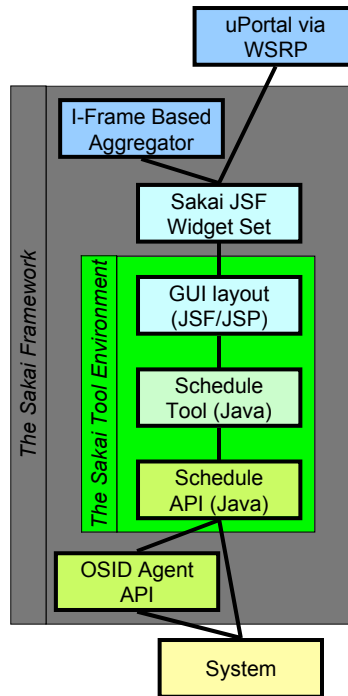 uPortal via
WSRP
I-Frame Based
Aggregator
Sakai JSF
Widget Set
GUI layout
(JSF/JSP)
Schedule
Tool (Java)
Schedule
API (Java)
OSID Agent
API
System
The Sakai Framework
The Sakai Tool Environment